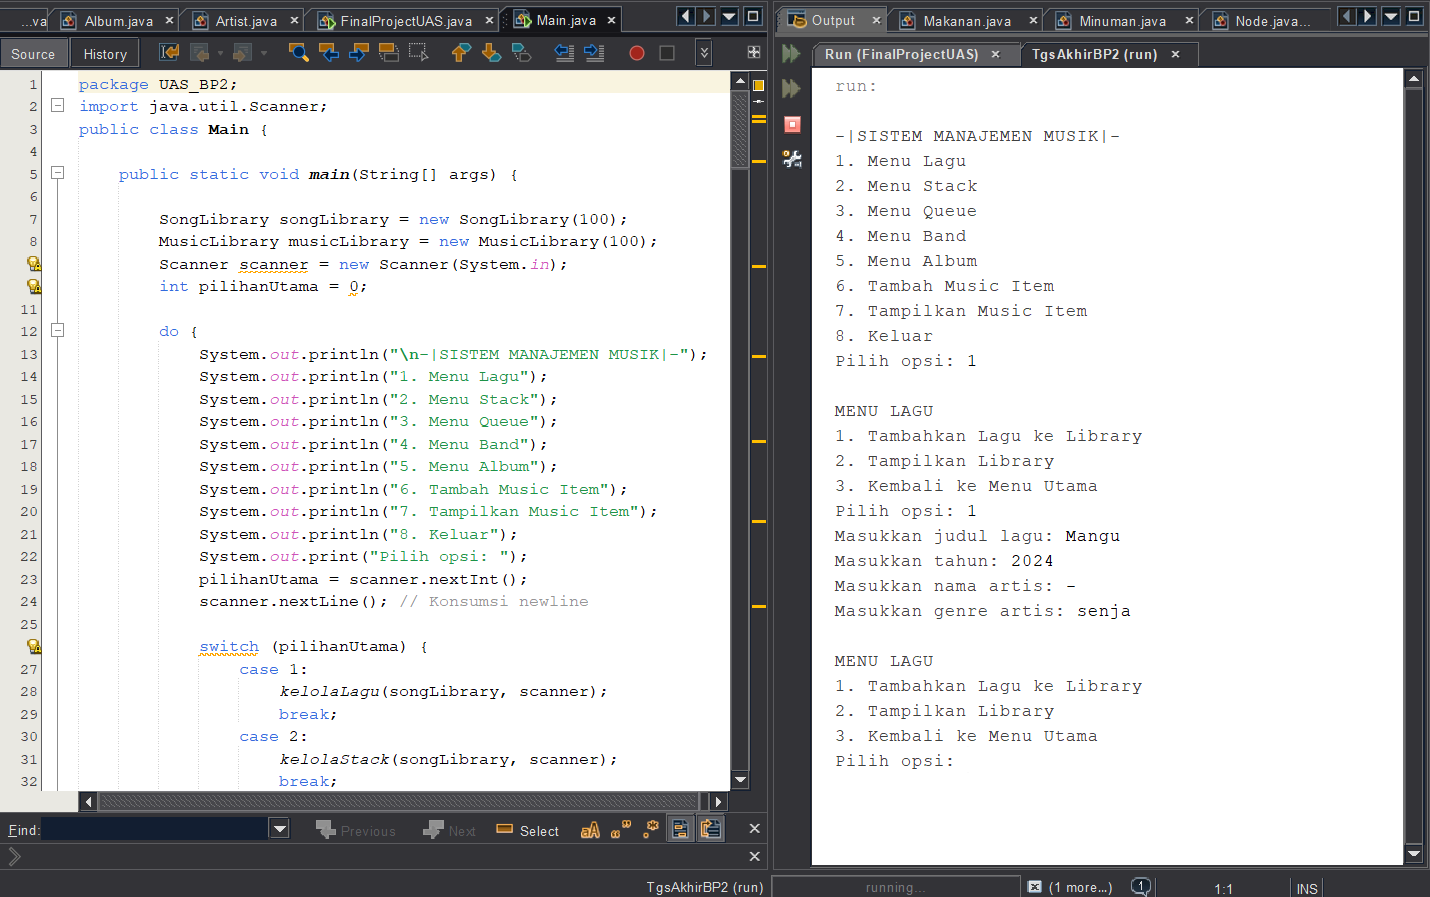 ...va
Album.java
Artist.java
FinalProjectUAS.java
Main.java
Source
History
1 package UAS_BP2;
2 import java.util.Scanner;
3 public class Main {
4
5 public static void main(String[] args) {
6
7 SongLibrary songLibrary = new SongLibrary(100);
8 MusicLibrary musicLibrary = new MusicLibrary(100);
Scanner scanner = new Scanner(System.in);
int pilihanUtama = 0;
11
12 do {
13 System.out.println("\n-|SISTEM MANAJEMEN MUSIK|-");
14 System.out.println("1. Menu Lagu");
15 System.out.println("2. Menu Stack");
16 System.out.println("3. Menu Queue");
17 System.out.println("4. Menu Band");
18 System.out.println("5. Menu Album");
19 System.out.println("6. Tambah Music Item");
20 System.out.println("7. Tampilkan Music Item");
21 System.out.println("8. Keluar");
22 System.out.print("Pilih opsi: ");
23 pilihanUtama = scanner.nextInt();
24 scanner.nextLine(); // Konsumsi newline
25
switch (pilihanUtama) {
27 case 1:
28 kelolaLagu(songLibrary, scanner);
29 break;
30 case 2:
31 kelolaStack(songLibrary, scanner);
32 break;
Find:
Previous
Next
Select
Output
Makanan.java
Minuman.java
Node.java...
Run (FinalProjectUAS)
TgsAkhirBP2 (run)
run:
-|SISTEM MANAJEMEN MUSIK|-
1. Menu Lagu
2. Menu Stack
3. Menu Queue
4. Menu Band
5. Menu Album
6. Tambah Music Item
7. Tampilkan Music Item
8. Keluar
Pilih opsi: 1
MENU LAGU
1. Tambahkan Lagu ke Library
2. Tampilkan Library
3. Kembali ke Menu Utama
Pilih opsi: 1
Masukkan judul lagu: Mangu
Masukkan tahun: 2024
Masukkan nama artis: -
Masukkan genre artis: senja
MENU LAGU
1. Tambahkan Lagu ke Library
2. Tampilkan Library
3. Kembali ke Menu Utama
Pilih opsi:
TgsAkhirBP2 (run)
running...
(1 more...)
1
1:1
INS